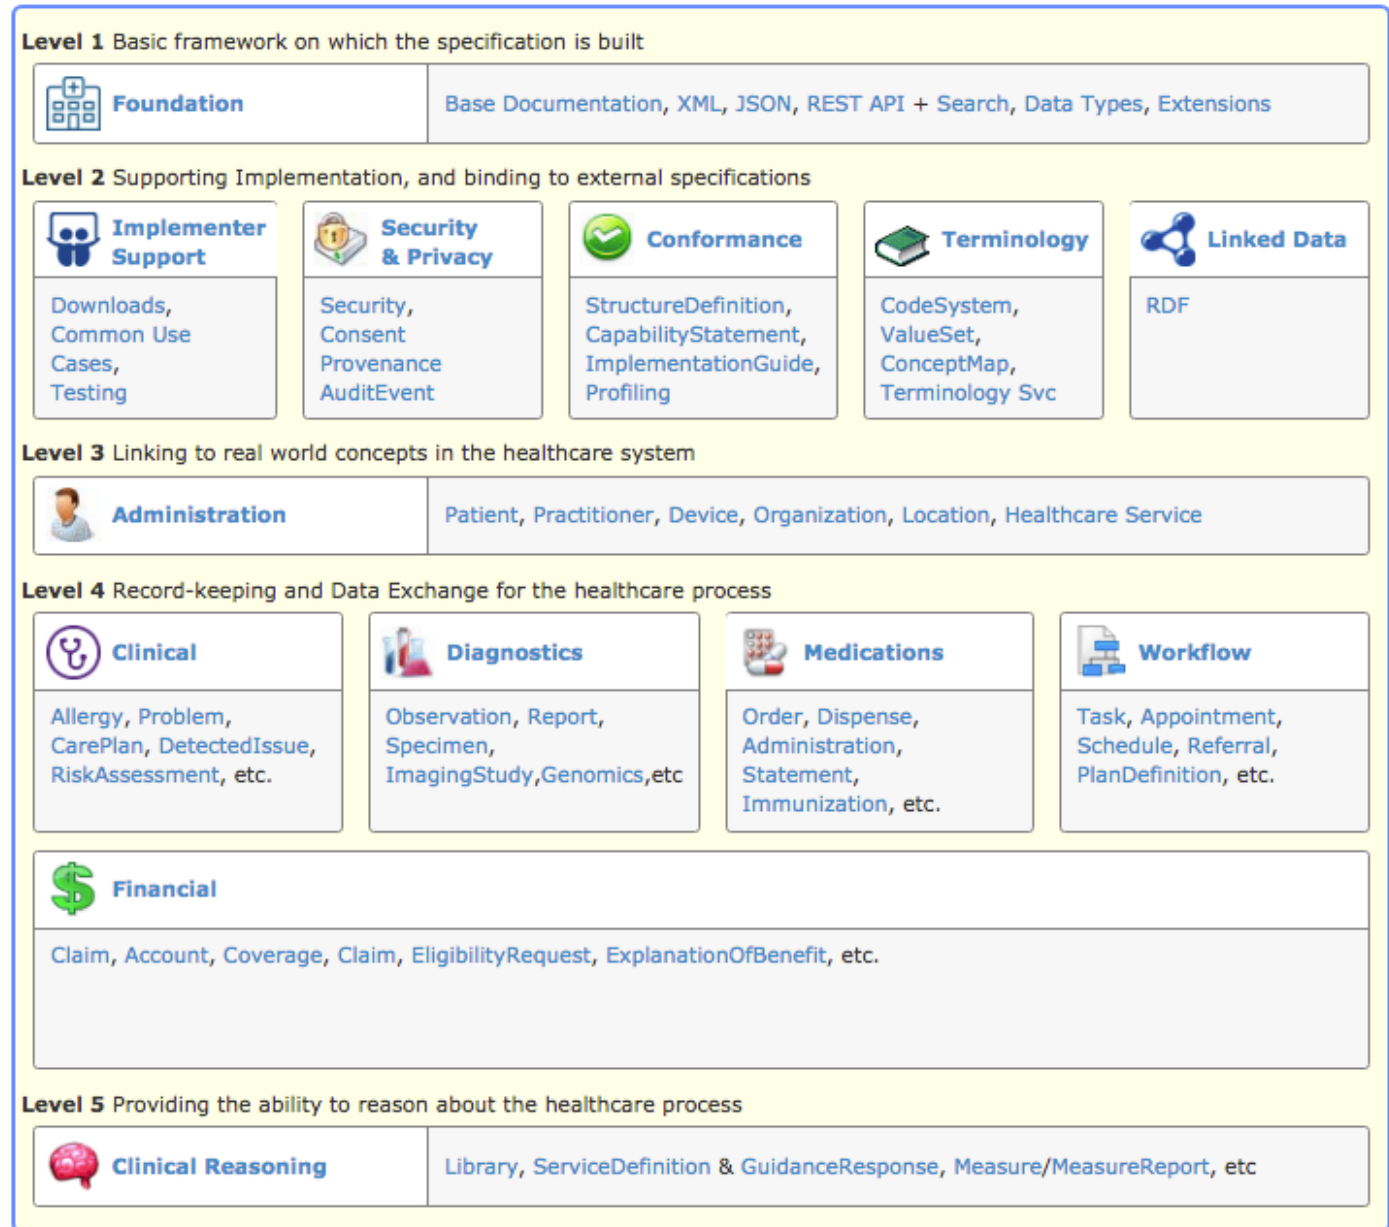 Level 1 Basic framework on which the specification is built
Foundation
Base Documentation, XML, JSON, REST API + Search, Data Types, Extensions
Level 2 Supporting Implementation, and binding to external specifications
Implementer
Support
Downloads,
Common Use
Cases,
Testing
Security
& Privacy
Security,
Consent
Provenance
AuditEvent
Conformance
StructureDefinition,
CapabilityStatement,
ImplementationGuide,
Profiling
Terminology
CodeSystem,
ValueSet,
ConceptMap,
Terminology Svc
Linked Data
RDF
Level 3 Linking to real world concepts in the healthcare system
Administration
Patient, Practitioner, Device, Organization, Location, Healthcare Service
Level 4 Record-keeping and Data Exchange for the healthcare process
Clinical
Allergy, Problem,
CarePlan, DetectedIssue,
RiskAssessment, etc.
Diagnostics
Observation, Report,
Specimen,
ImagingStudy,Genomics,etc
Medications
Order, Dispense,
Administration,
Statement,
Immunization, etc.
Workflow
Task, Appointment,
Schedule, Referral,
PlanDefinition, etc.
Financial
Claim, Account, Coverage, Claim, EligibilityRequest, ExplanationOfBenefit, etc.
Level 5 Providing the ability to reason about the healthcare process
Clinical Reasoning
Library, ServiceDefinition & GuidanceResponse, Measure/MeasureReport, etc